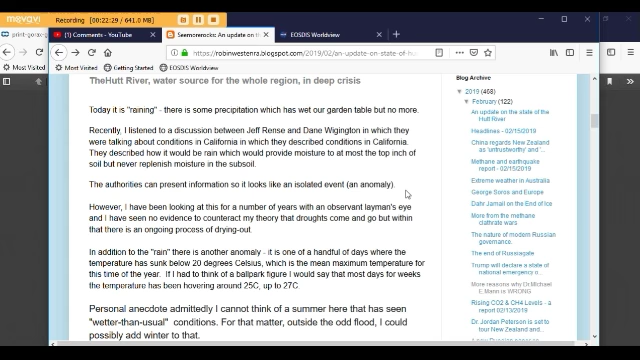 movavi Recording 00:22:29 / 641.0 MB
print-gorz
(1) Comments - YouTube
Seemorerocks: An update on th
EOSDIS Worldview
https://robinwestenra.blogspot.com/2019/02/an-update-on-state-of-hu
Most Visited
Most Visited Getting Started EOSDIS Worldview
TheHutt River, water source for the whole region, in deep crisis
Today it is "raining" - there is some precipitation which has wet our garden table but no more.
Recently, I listened to a discussion between Jeff Rense and Dane Wigington in which they
were talking about conditions in California in which they described conditions in California.
They described how it would be rain which would provide moisture to at most the top inch of
soil but never replenish moisture in the subsoil.
The authorities can present information so it looks like an isolated event (an anomaly).
However, I have been looking at this for a number of years with an observant layman's eye
and I have seen no evidence to counteract my theory that droughts come and go but within
that there is an ongoing process of drying-out.
In addition to the "rain" there is another anomaly - it is one of a handful of days where the
temperature has sunk below 20 degrees Celsius, which is the mean maximum temperature for
this time of the year. If I had to think of a ballpark figure I would say that most days for weeks
the temperature has been hovering around 25C, up to 27C
Personal anecdote admittedly I cannot think of a summer here that has seen
"wetter-than-usual" conditions. For that matter, outside the odd flood, I could
possibly add winter to that.
Blog Archive
▼ 2019 (458)
▼ February (122)
An update on the state of the
Hutt River
Headlines - 02/15/2019
China regards New Zealand
as "untrustworthy" and...
Methane and earthquake
report - 02/15/2019
Extreme weather in Australia
George Soros and Europe
Dahr Jamail on the End of Ice
More from the methane
clathrate wars
The nature of modern Russian
governance.
The end of Russiagate
Trump will declare a state of
national emergency o...
More reasons why Dr Michael
E Mann is WRONG
Rising CO2 & CH4 Levels - a
report 02/13/2019
Dr. Jordan Peterson is set to
tour New Zealand and...